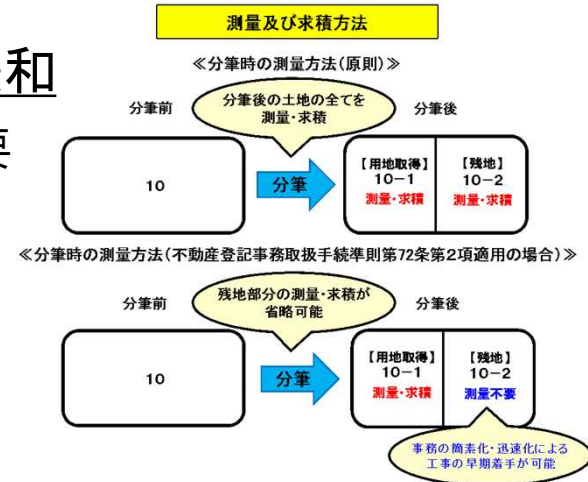 測量及び求積方法
和
要
≪分筆時の測量方法(原則)≫
分筆前
分筆後の土地の全てを
測量・求積
分筆後
10
分筆
【用地取得】
10－1
測量・求積
【残地】
10－2
測量・求積
≪分筆時の測量方法(不動産登記事務取扱手続準則第72条第2項適用の場合)≫
分筆前
残地部分の測量・求積が
省略可能
分筆後
10
分筆
【用地取得】
10－1
測量・求積
【残地】
10－2
測量不要
事務の簡素化・迅速化による
工事の早期着手が可能